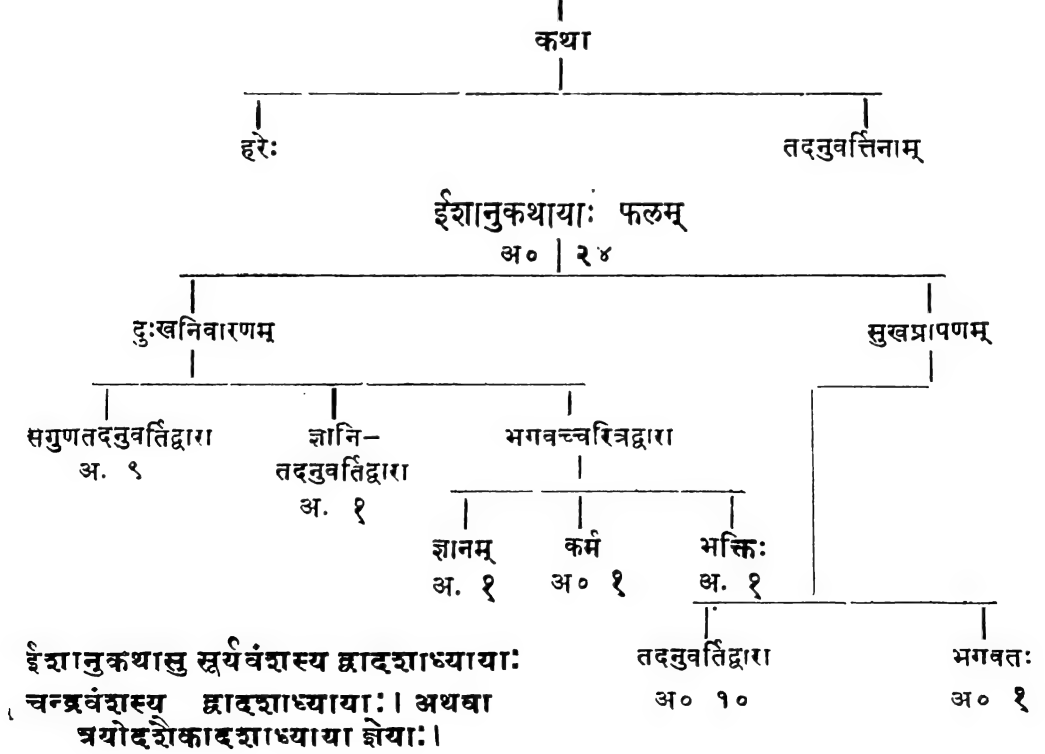 कथा
हरेः तदनुवर्त्तिनाम्
ईशानुकथायाः फलम्
अ० २४
दुःखनिवारणम् सुखप्रापणम्
सगुणतदनुवर्तिद्वारा ज्ञानि– भगवच्चरित्रद्वारा
अ. ९ तदनुवर्तिद्वारा
अ. १
ज्ञानम् कर्म भक्तिः
अ. १ अ० १ अ. १
ईशानुकथासु सूर्यवंशस्य द्वादशाध्यायाः तदनुवर्तिद्वारा भगवतः
चन्द्रवंशस्य द्वादशाध्यायाः। अथवा अ० १० अ० १
त्रयोदशैकादशाध्याया ज्ञेयाः।